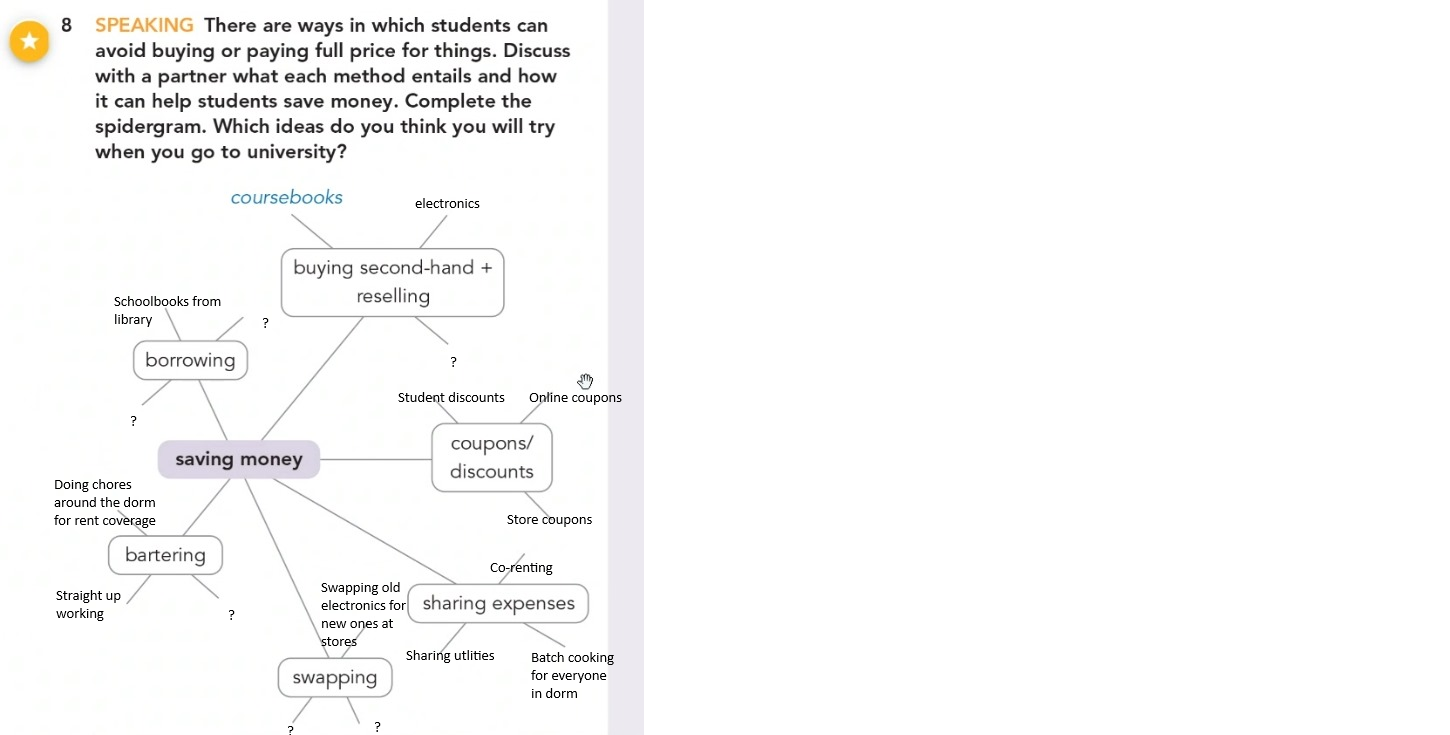 8 SPEAKING There are ways in which students can
avoid buying or paying full price for things. Discuss
with a partner what each method entails and how
it can help students save money. Complete the
spidergram. Which ideas do you think you will try
when you go to university?
coursebooks
electronics
buying second-hand +
reselling
?
Schoolbooks from
library
?
borrowing
?
Student discounts
Online coupons
coupons/
discounts
Store coupons
saving money
Doing chores
around the dorm
for rent coverage
bartering
Straight up
working
?
Co-renting
sharing expenses
Sharing utlities
Batch cooking
for everyone
in dorm
Swapping old
electronics for
new ones at
stores
swapping
?
?